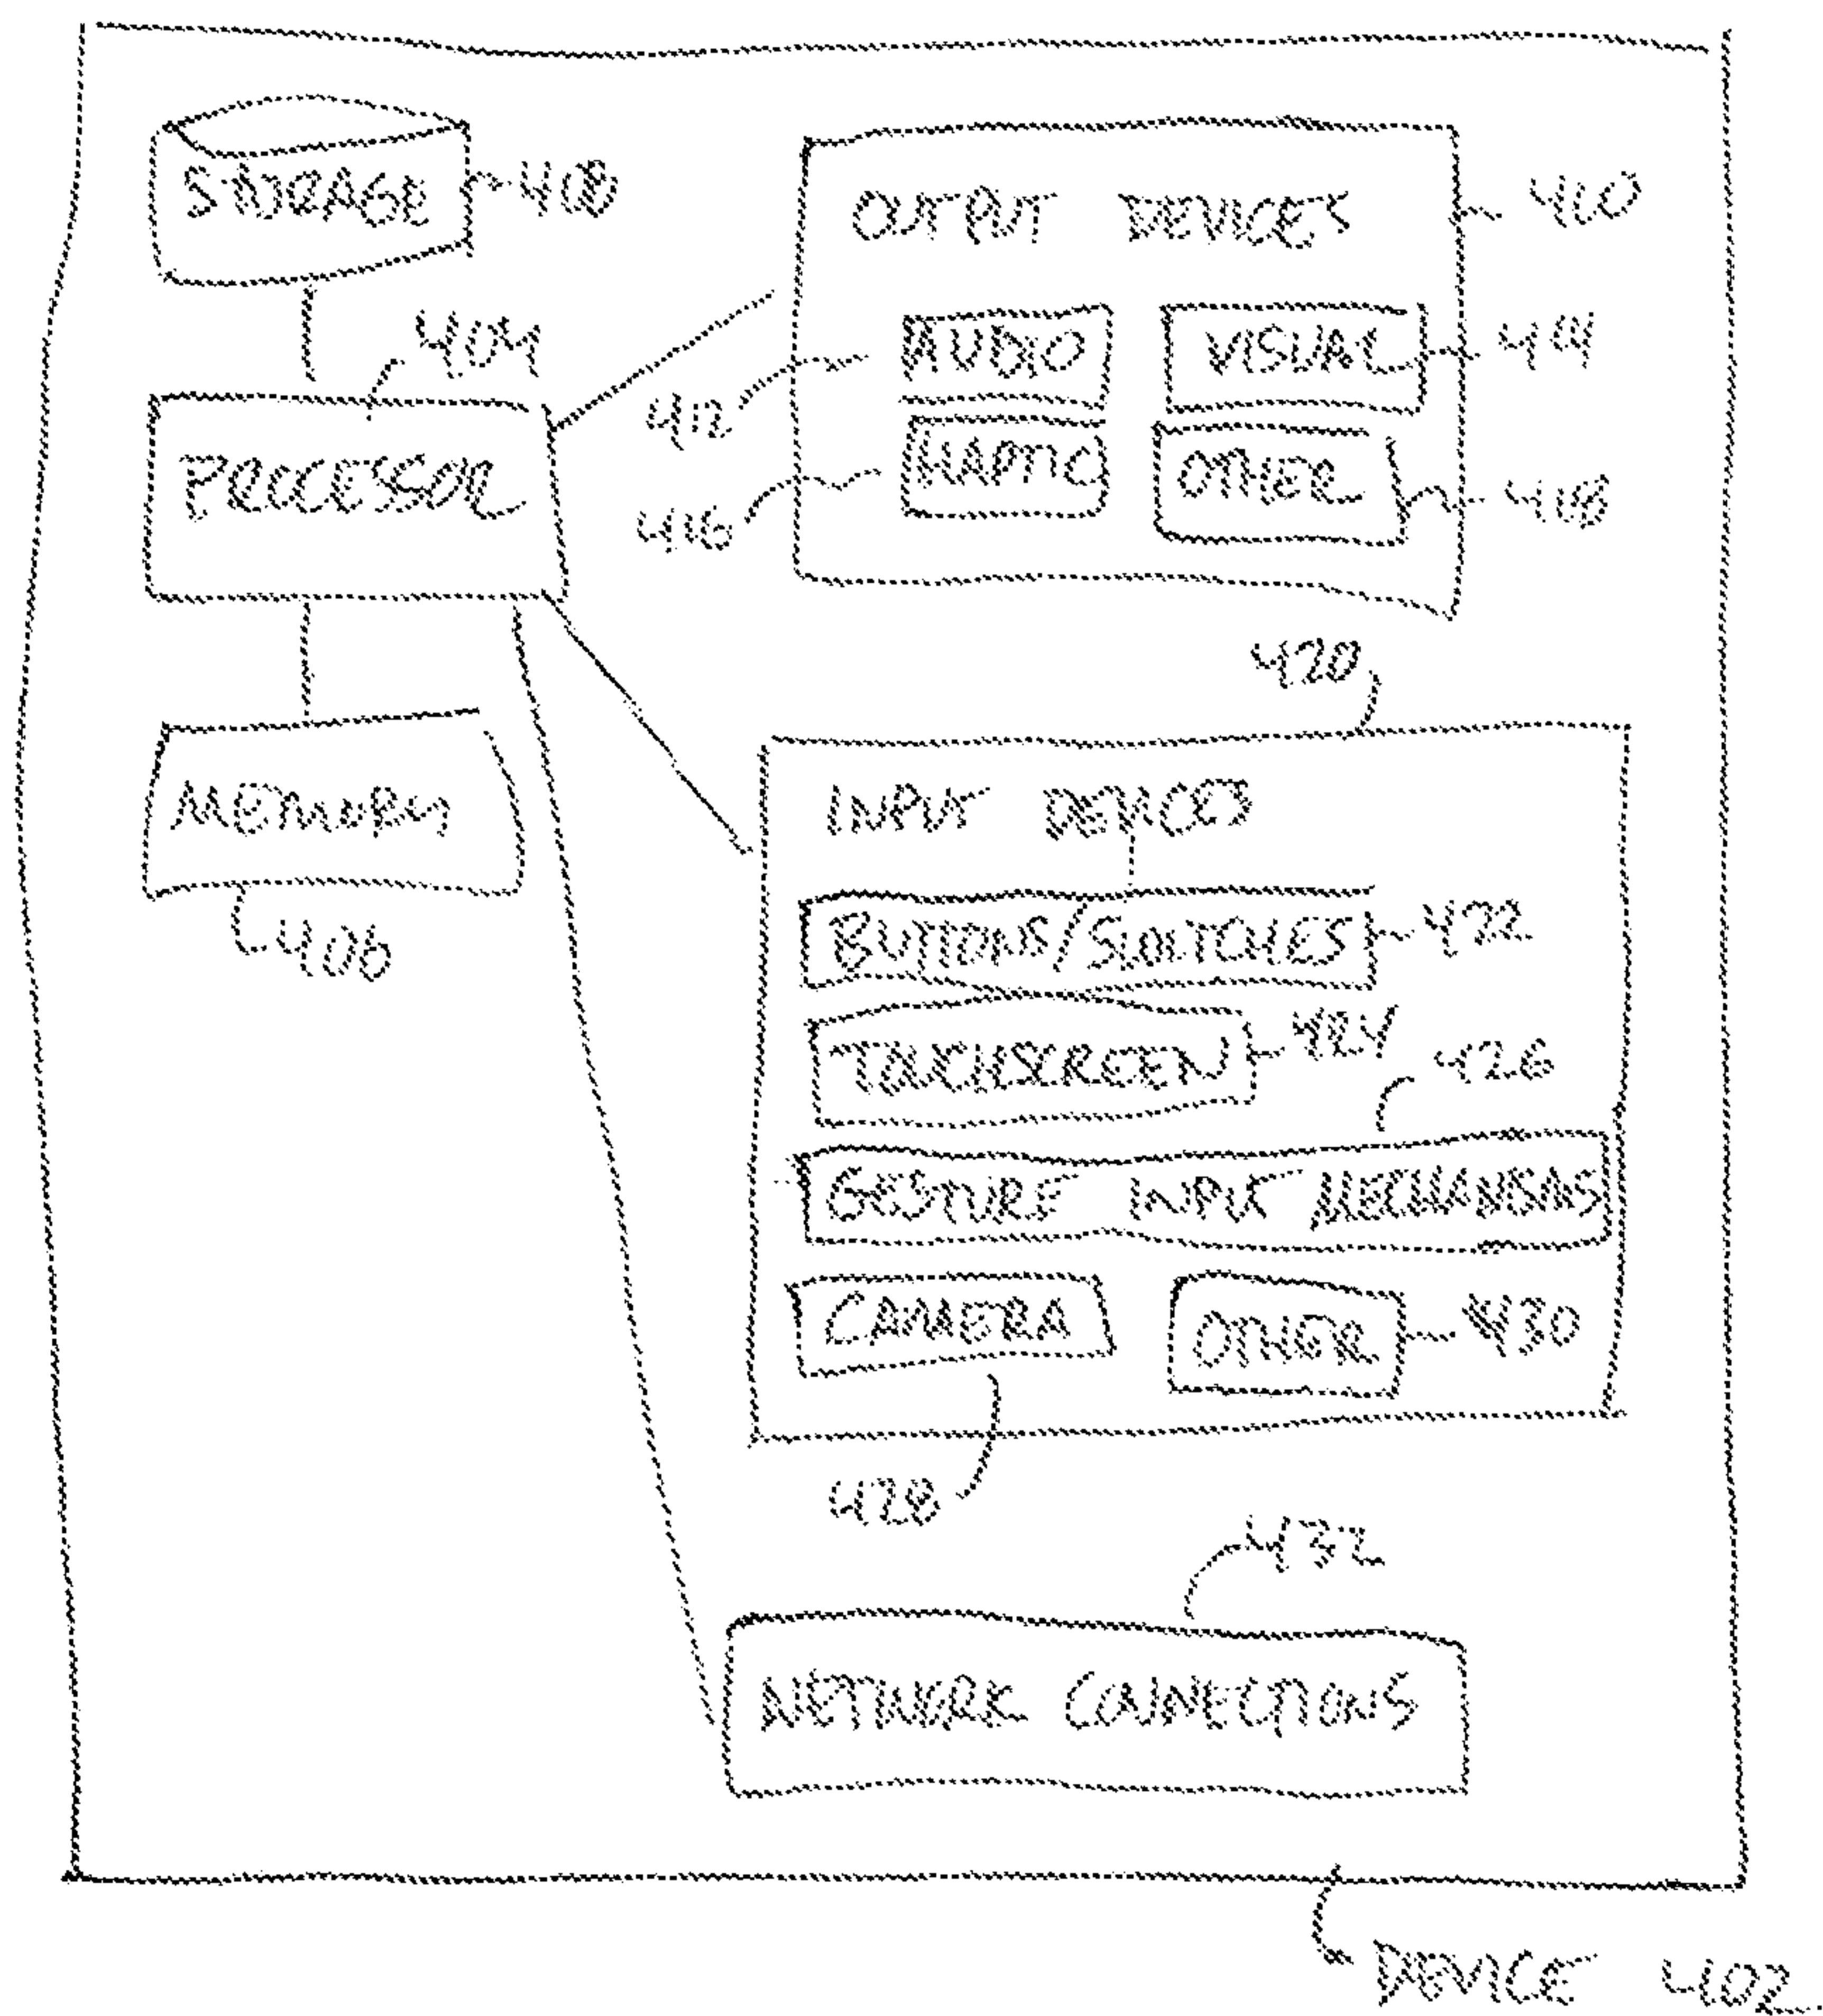 STORAGE 408
OUTPUT DEVICES 410
404
AUDIO
VISUAL 414
412
PROCESSOR
HAPTIC
OTHER 418
416
420
MEMORY
406
INPUT DEVICES
BUTTONS/SWITCHES 422
TOUCHSCREEN 424
426
GESTURE INPUT MECHANISMS
CAMERA
OTHER 430
428
432
NETWORK CONNECTIONS
DEVICE 402